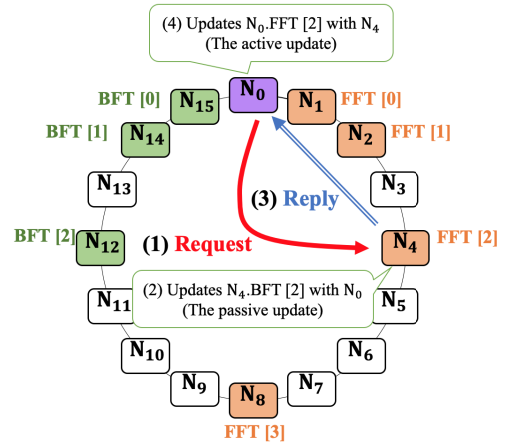 (4) Updates N₀.FFT [2] with N₄
(The active update)
BFT [0] N₁₅ N₀ N₁ FFT [0]
BFT [1] N₁₄ N₂ FFT [1]
N₁₃ N₃
(3) Reply
BFT [2] N₁₂ (1) Request N₄ FFT [2]
(2) Updates N₄.BFT [2] with N₀
(The passive update)
N₁₁ N₅
N₁₀ N₆
N₉ N₈ N₇
FFT [3]